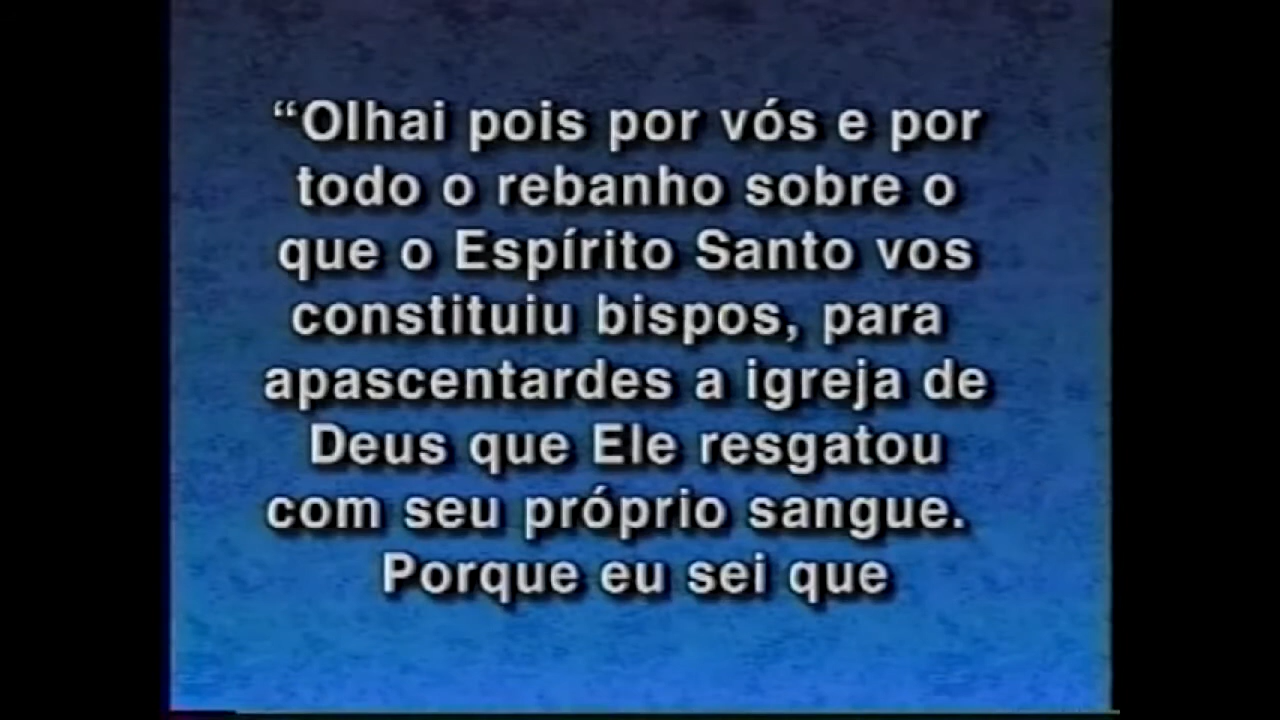 “Olhai pois por vós e por
todo o rebanho sobre o
que o Espírito Santo vos
constituiu bispos, para
apascentardes a igreja de
Deus que Ele resgatou
com seu próprio sangue.
Porque eu sei que